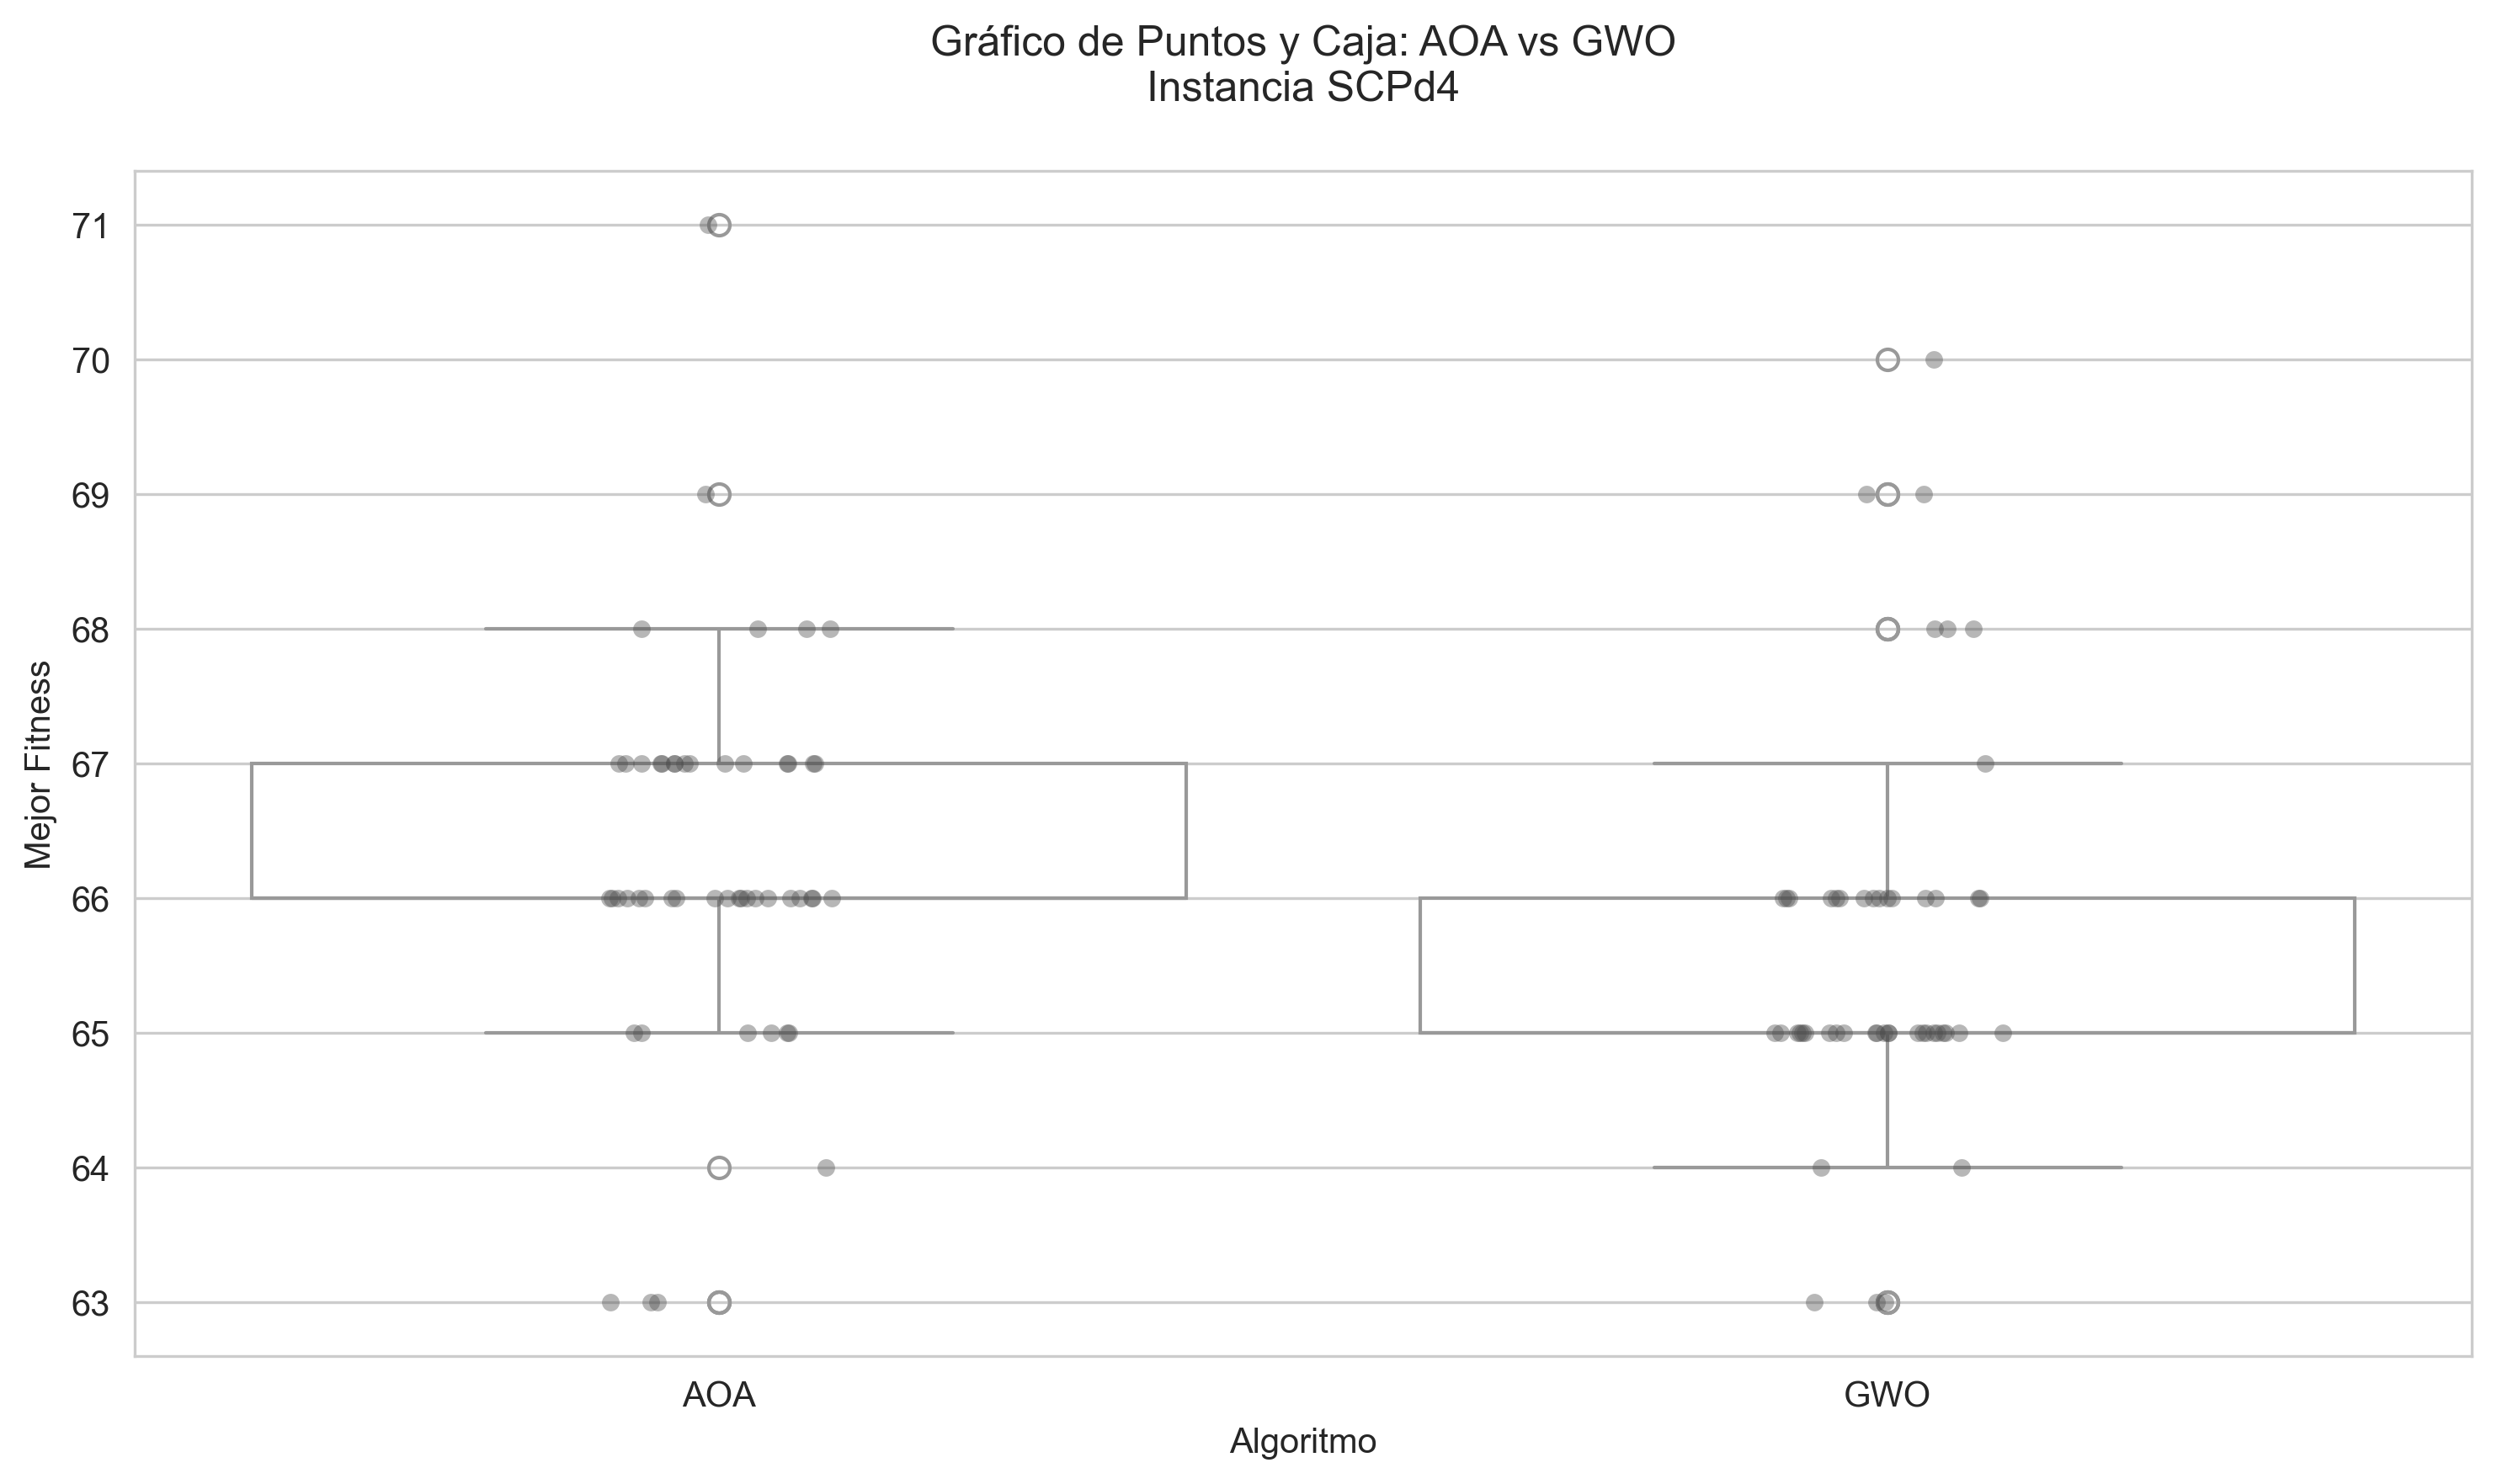 Gráfico de Puntos y Caja: AOA vs GWO
Instancia SCPd4
Mejor Fitness
71
70
69
68
67
66
65
64
63
AOA
GWO
Algoritmo